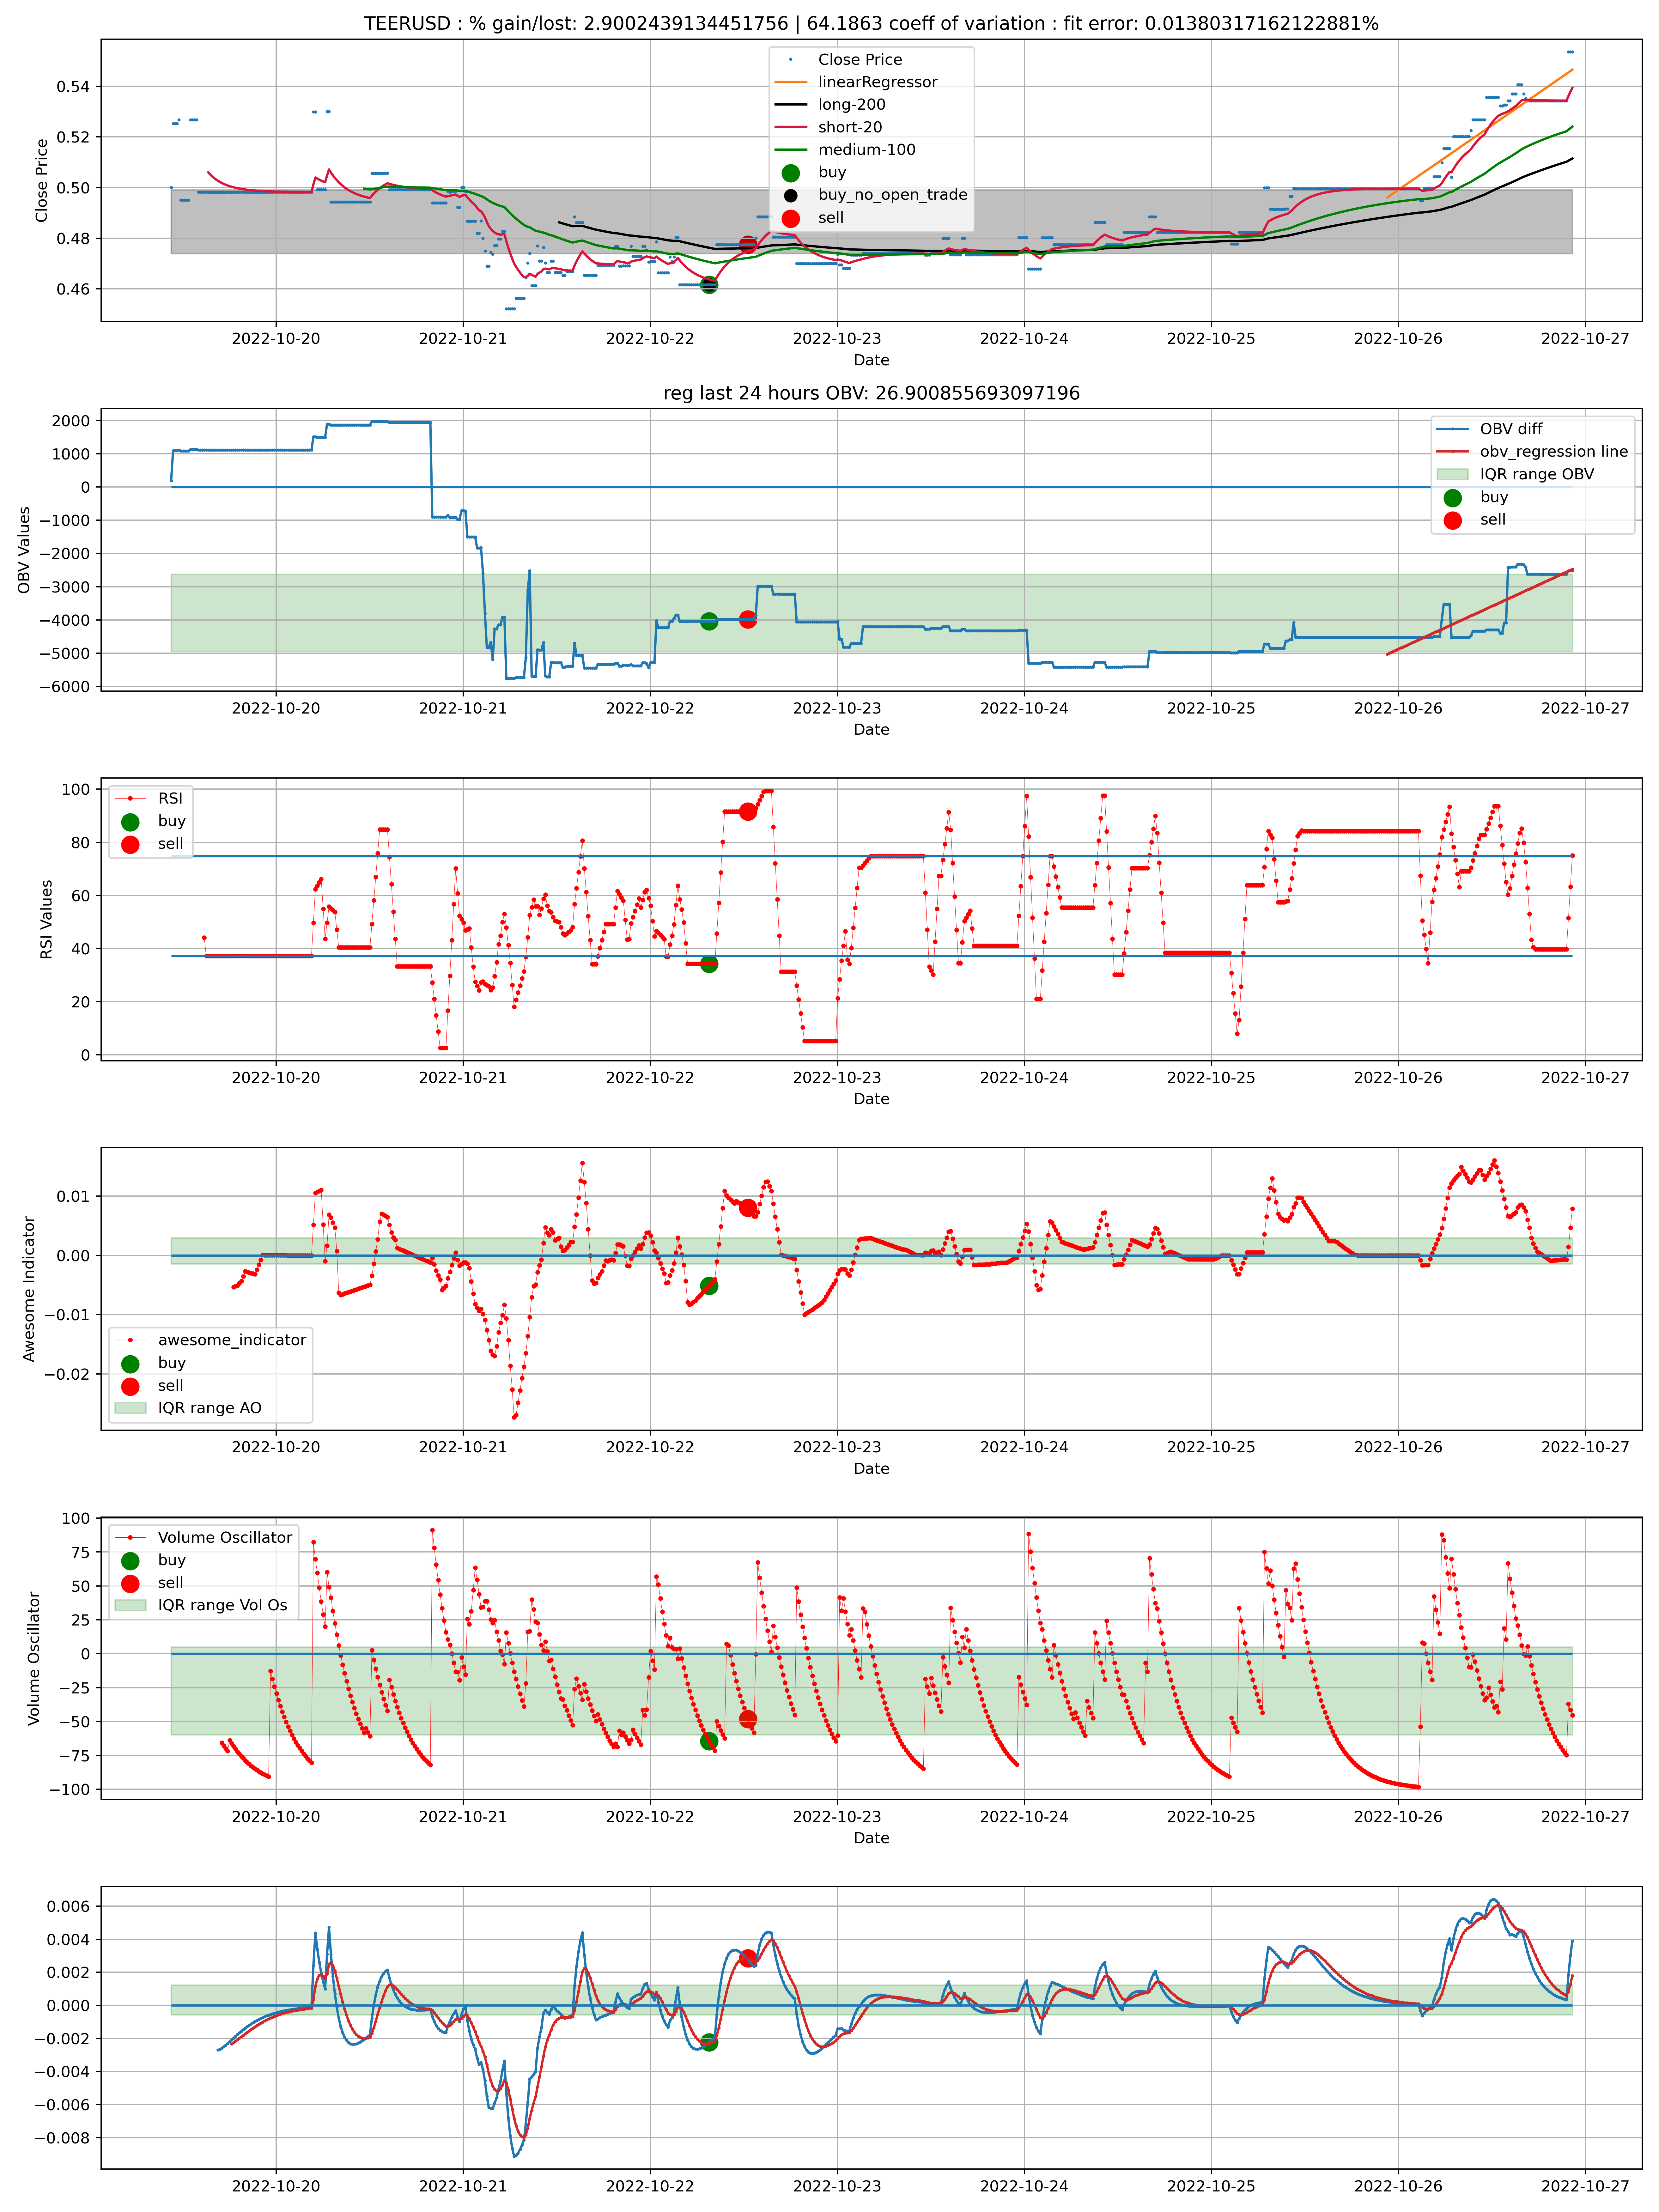 TEERUSD : % gain/lost: 2.9002439134451756 | 64.1863 coeff of variation : fit error: 0.01380317162122881%
Close Price
linearRegressor
long-200
short-20
medium-100
buy
buy_no_open_trade
sell
0.54
0.52
0.50
0.48
0.46
Close Price
2022-10-20 2022-10-21 2022-10-22 2022-10-23 2022-10-24 2022-10-25 2022-10-26 2022-10-27
Date
reg last 24 hours OBV: 26.900855693097196
OBV diff
obv_regression line
IQR range OBV
buy
sell
2000
1000
0
−1000
−2000
−3000
−4000
−5000
−6000
OBV Values
2022-10-20 2022-10-21 2022-10-22 2022-10-23 2022-10-24 2022-10-25 2022-10-26 2022-10-27
Date
RSI
buy
sell
100
80
60
40
20
0
RSI Values
2022-10-20 2022-10-21 2022-10-22 2022-10-23 2022-10-24 2022-10-25 2022-10-26 2022-10-27
Date
0.01
0.00
−0.01
−0.02
Awesome Indicator
awesome_indicator
buy
sell
IQR range AO
2022-10-20 2022-10-21 2022-10-22 2022-10-23 2022-10-24 2022-10-25 2022-10-26 2022-10-27
Date
Volume Oscillator
buy
sell
IQR range Vol Os
100
75
50
25
0
−25
−50
−75
−100
Volume Oscillator
2022-10-20 2022-10-21 2022-10-22 2022-10-23 2022-10-24 2022-10-25 2022-10-26 2022-10-27
Date
0.006
0.004
0.002
0.000
−0.002
−0.004
−0.006
−0.008
2022-10-20 2022-10-21 2022-10-22 2022-10-23 2022-10-24 2022-10-25 2022-10-26 2022-10-27